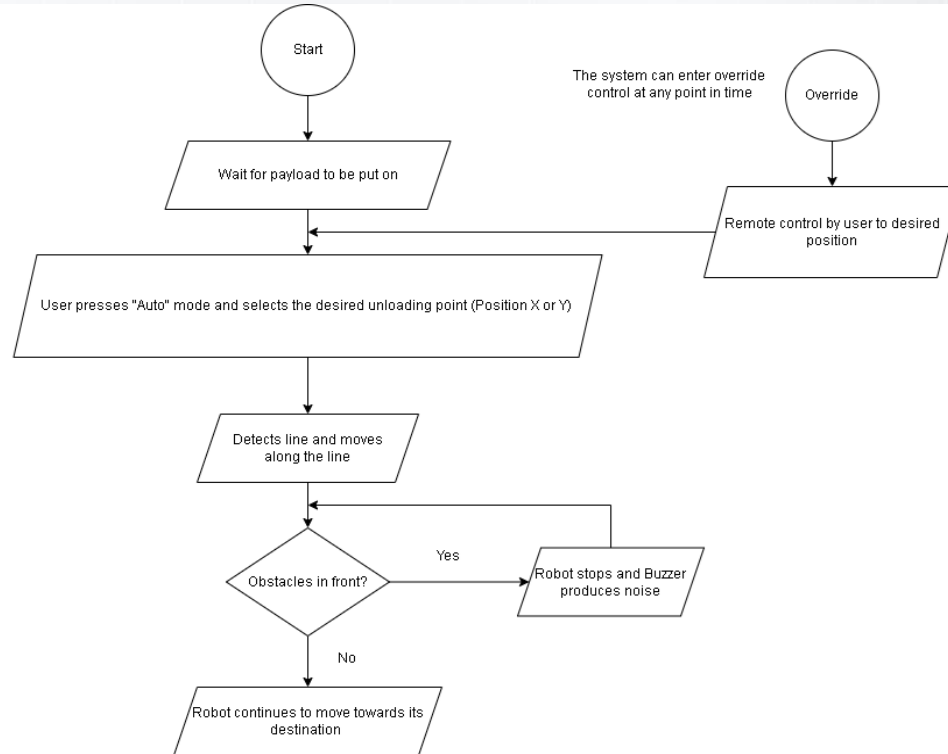 Start
The system can enter override
control at any point in time
Override
Wait for payload to be put on
Remote control by user to desired
position
User presses "Auto" mode and selects the desired unloading point (Position X or Y)
Detects line and moves
along the line
Obstacles in front?
Yes
Robot stops and Buzzer
produces noise
No
Robot continues to move towards its
destination